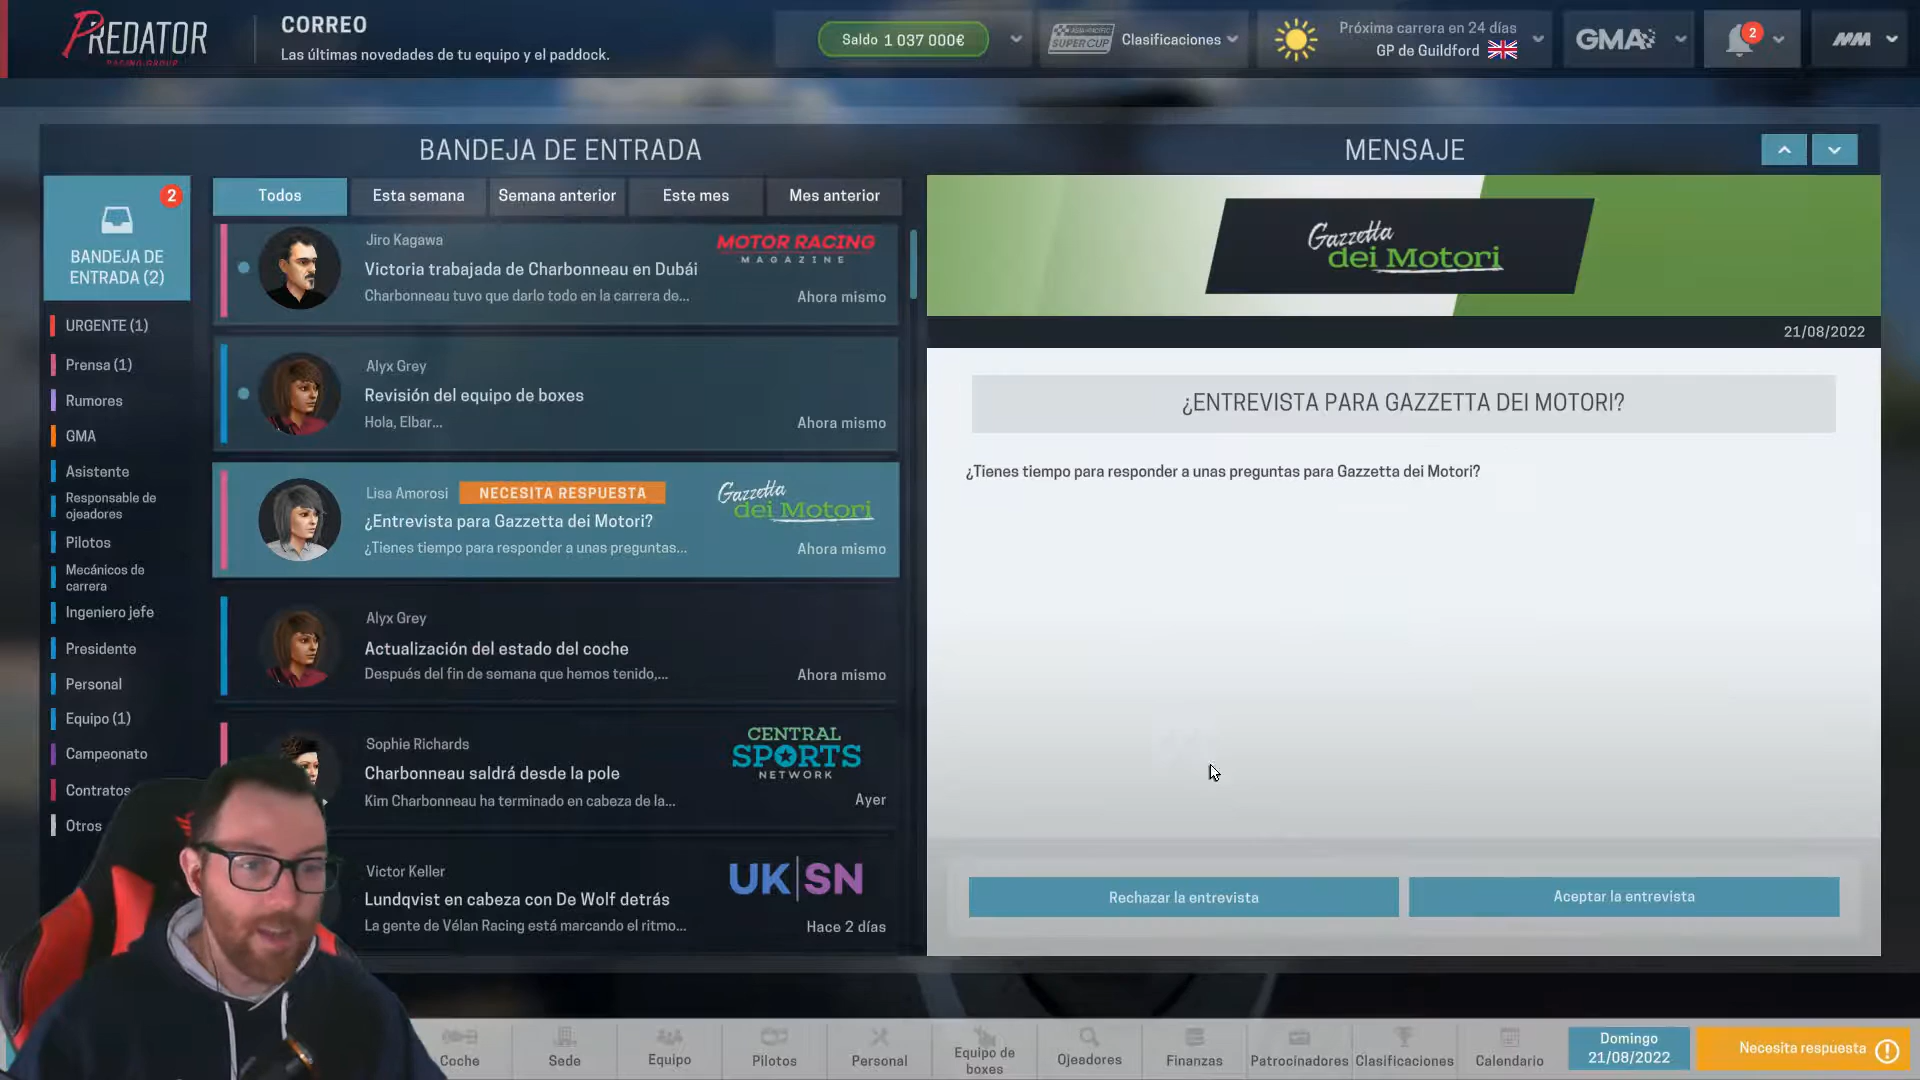 PREDATOR
RACING GROUP
CORREO
Las últimas novedades de tu equipo y el paddock.
Saldo 1 037 000€
SUPER CUP
Clasificaciones
Próxima carrera en 24 días
GP de Guildford
GMA
2
BANDEJA DE ENTRADA
MENSAJE
2
BANDEJA DE
ENTRADA (2)
URGENTE (1)
Prensa (1)
Rumores
GMA
Asistente
Responsable de
ojeadores
Pilotos
Mecánicos de
carrera
Ingeniero jefe
Presidente
Personal
Equipo (1)
Campeonato
Contratos
Otros
Todos
Esta semana
Semana anterior
Este mes
Mes anterior
Jiro Kagawa
Victoria trabajada de Charbonneau en Dubái
Charbonneau tuvo que darlo todo en la carrera de...
MOTOR RACING
MAGAZINE
Ahora mismo
Alyx Grey
Revisión del equipo de boxes
Hola, Elbar...
Ahora mismo
Lisa Amorosi
NECESITA RESPUESTA
¿Entrevista para Gazzetta dei Motori?
¿Tienes tiempo para responder a unas preguntas...
Gazzetta
dei Motori
Ahora mismo
Alyx Grey
Actualización del estado del coche
Después del fin de semana que hemos tenido,...
Ahora mismo
Sophie Richards
Charbonneau saldrá desde la pole
Kim Charbonneau ha terminado en cabeza de la...
CENTRAL
SPORTS
NETWORK
Ayer
Victor Keller
Lundqvist en cabeza con De Wolf detrás
La gente de Vélan Racing está marcando el ritmo...
UK|SN
Hace 2 días
Gazzetta
dei Motori
21/08/2022
¿ENTREVISTA PARA GAZZETTA DEI MOTORI?
¿Tienes tiempo para responder a unas preguntas para Gazzetta dei Motori?
Rechazar la entrevista
Aceptar la entrevista
Coche
Sede
Equipo
Pilotos
Personal
Equipo de
boxes
Ojeadores
Finanzas
Patrocinadores
Clasificaciones
Calendario
Domingo
21/08/2022
Necesita respuesta